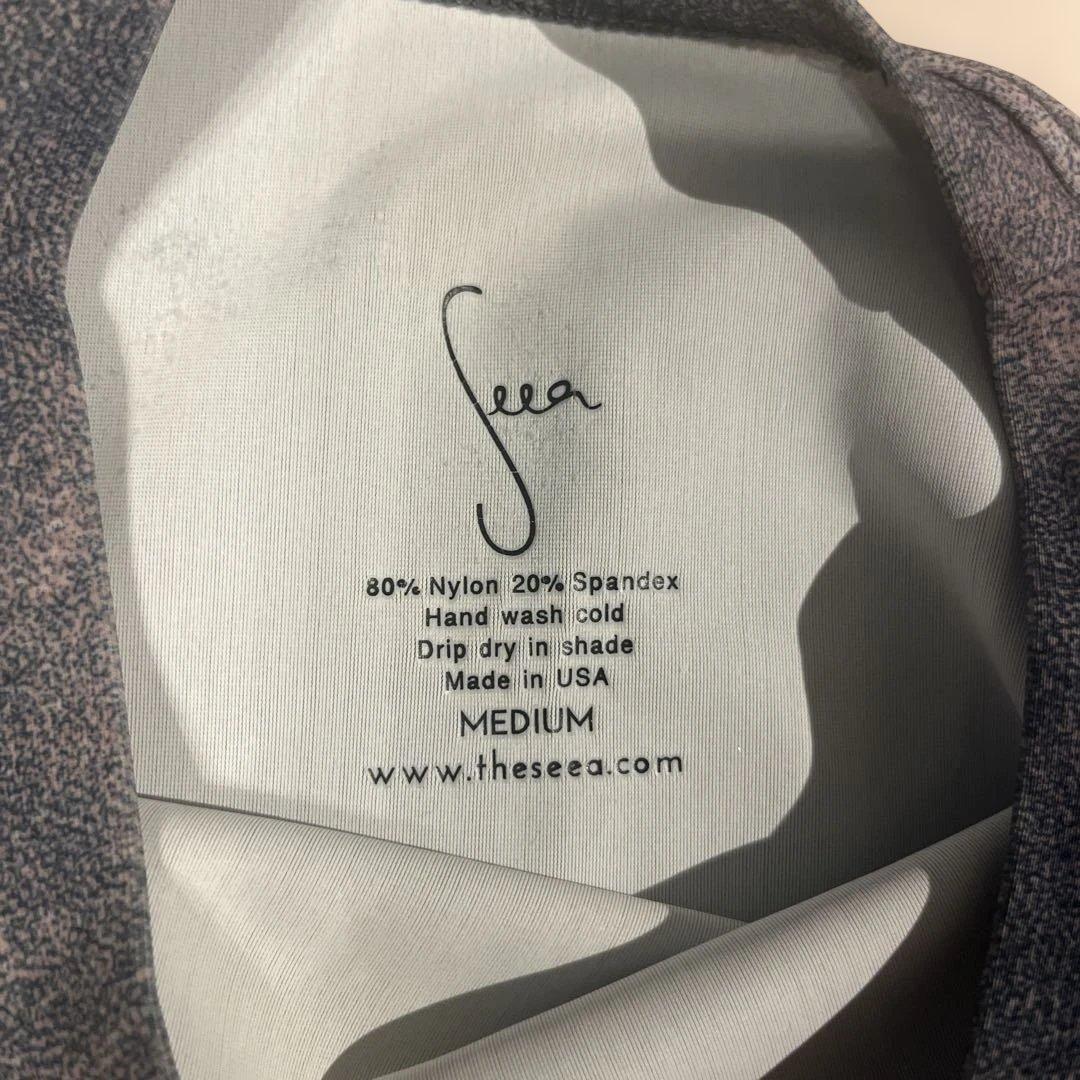 Seea
80% Nylon 20% Spandex
Hand wash cold
Drip dry in shade
Made in USA
MEDIUM
www.theseea.com